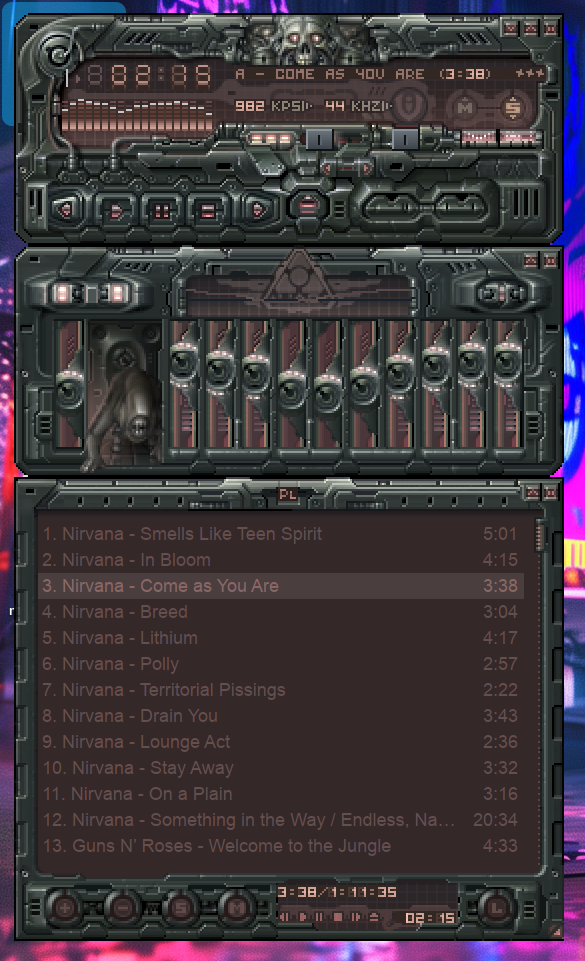 02:15
A - COME AS YOU ARE (3:38) ***
982 KPS 44 KHZ
M S
PL
1. Nirvana - Smells Like Teen Spirit 5:01
2. Nirvana - In Bloom 4:15
3. Nirvana - Come as You Are 3:38
4. Nirvana - Breed 3:04
5. Nirvana - Lithium 4:17
6. Nirvana - Polly 2:57
7. Nirvana - Territorial Pissings 2:22
8. Nirvana - Drain You 3:43
9. Nirvana - Lounge Act 2:36
10. Nirvana - Stay Away 3:32
11. Nirvana - On a Plain 3:16
12. Nirvana - Something in the Way / Endless, Na... 20:34
13. Guns N' Roses - Welcome to the Jungle 4:33
3:38/1:11:35
S M L
02:15